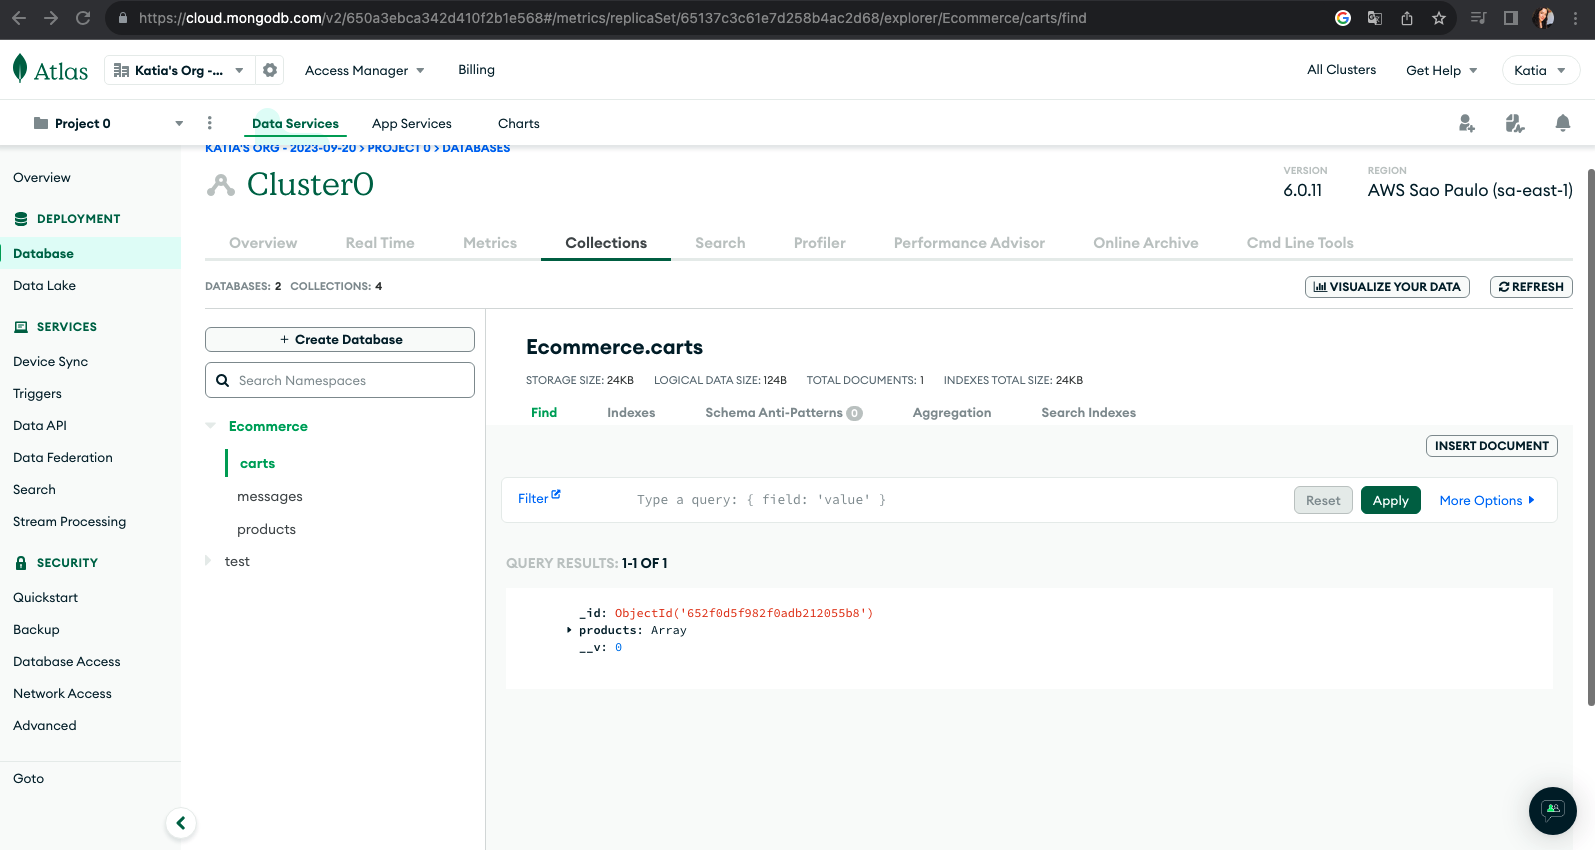 https://cloud.mongodb.com/v2/650a3ebca342d410f2b1e568#/metrics/replicaSet/65137c3c61e7d258b4ac2d68/explorer/Ecommerce/carts/find
Atlas
Katia's Org -...
Access Manager
Billing
All Clusters
Get Help
Katia
Project 0
Data Services
App Services
Charts
KATIA'S ORG - 2023-09-20 > PROJECT 0 > DATABASES
Cluster0
VERSION
6.0.11
REGION
AWS Sao Paulo (sa-east-1)
Overview
DEPLOYMENT
Database
Data Lake
SERVICES
Device Sync
Triggers
Data API
Data Federation
Search
Stream Processing
SECURITY
Quickstart
Backup
Database Access
Network Access
Advanced
Goto
Overview
Real Time
Metrics
Collections
Search
Profiler
Performance Advisor
Online Archive
Cmd Line Tools
DATABASES: 2 COLLECTIONS: 4
VISUALIZE YOUR DATA
REFRESH
+ Create Database
Search Namespaces
Ecommerce
carts
messages
products
test
Ecommerce.carts
STORAGE SIZE: 24KB LOGICAL DATA SIZE: 124B TOTAL DOCUMENTS: 1 INDEXES TOTAL SIZE: 24KB
Find
Indexes
Schema Anti-Patterns 0
Aggregation
Search Indexes
INSERT DOCUMENT
Filter
Type a query: { field: 'value' }
Reset
Apply
More Options
QUERY RESULTS: 1-1 OF 1
_id: ObjectId('652f0d5f982f0adb212055b8')
products: Array
__v: 0